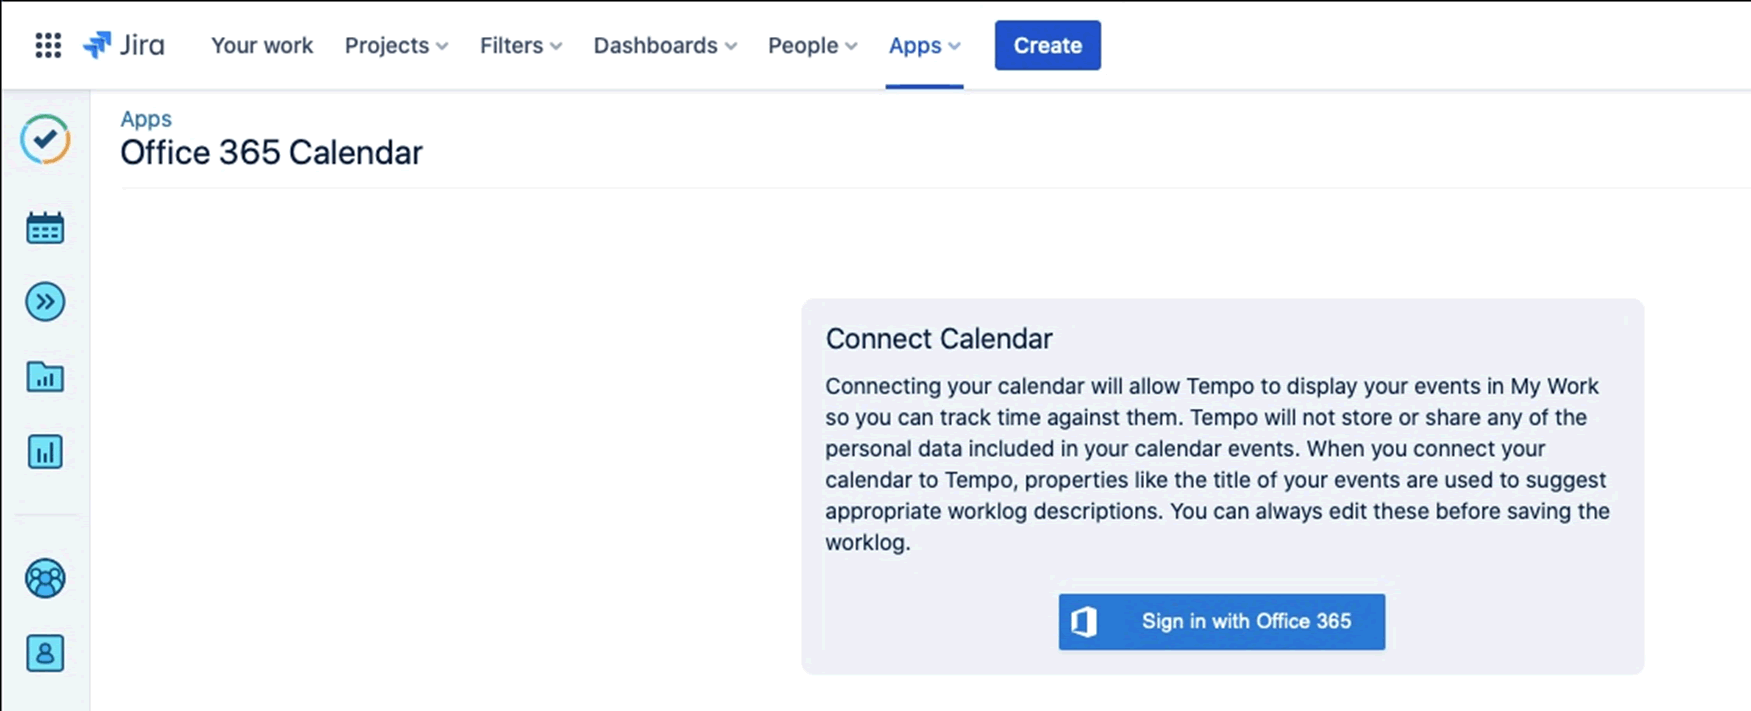 Jira Your work Projects Filters Dashboards People Apps Create
Apps
Office 365 Calendar
Connect Calendar
Connecting your calendar will allow Tempo to display your events in My Work
so you can track time against them. Tempo will not store or share any of the
personal data included in your calendar events. When you connect your
calendar to Tempo, properties like the title of your events are used to suggest
appropriate worklog descriptions. You can always edit these before saving the
worklog.
Sign in with Office 365